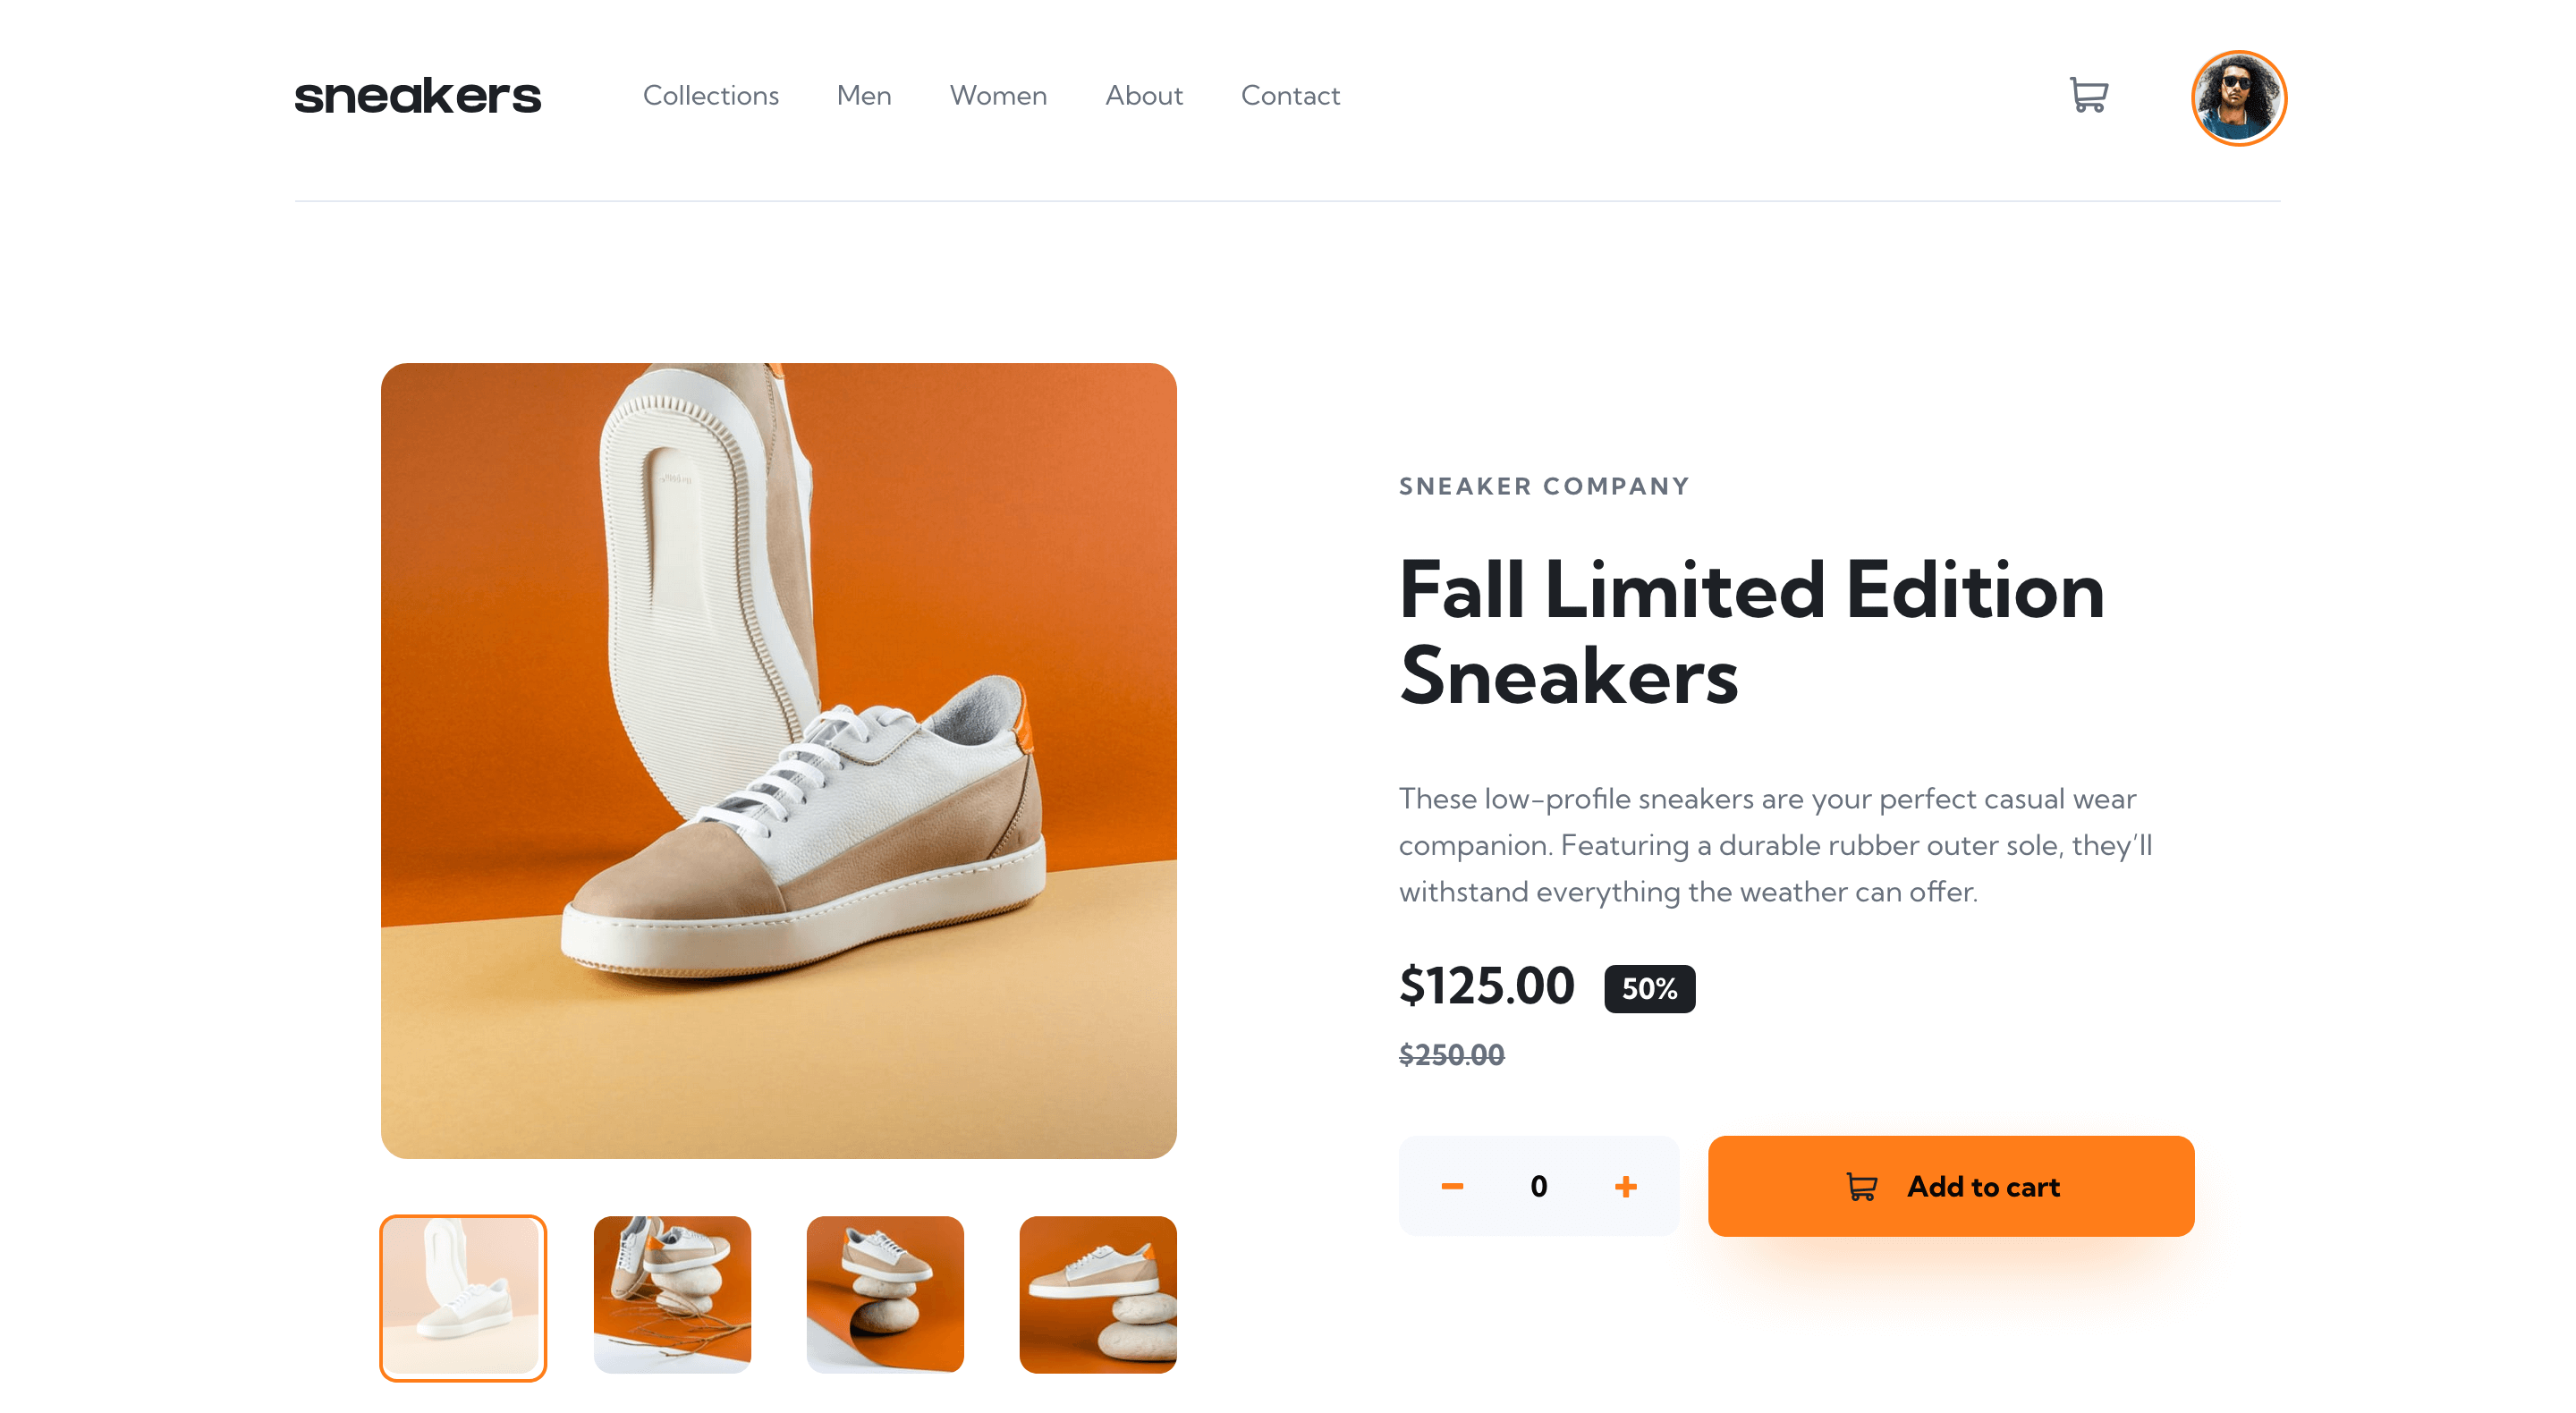 sneakers
Collections
Men
Women
About
Contact
SNEAKER COMPANY
Fall Limited Edition
Sneakers
These low-profile sneakers are your perfect casual wear
companion. Featuring a durable rubber outer sole, they’ll
withstand everything the weather can offer.
$125.00
50%
$250.00
0
Add to cart